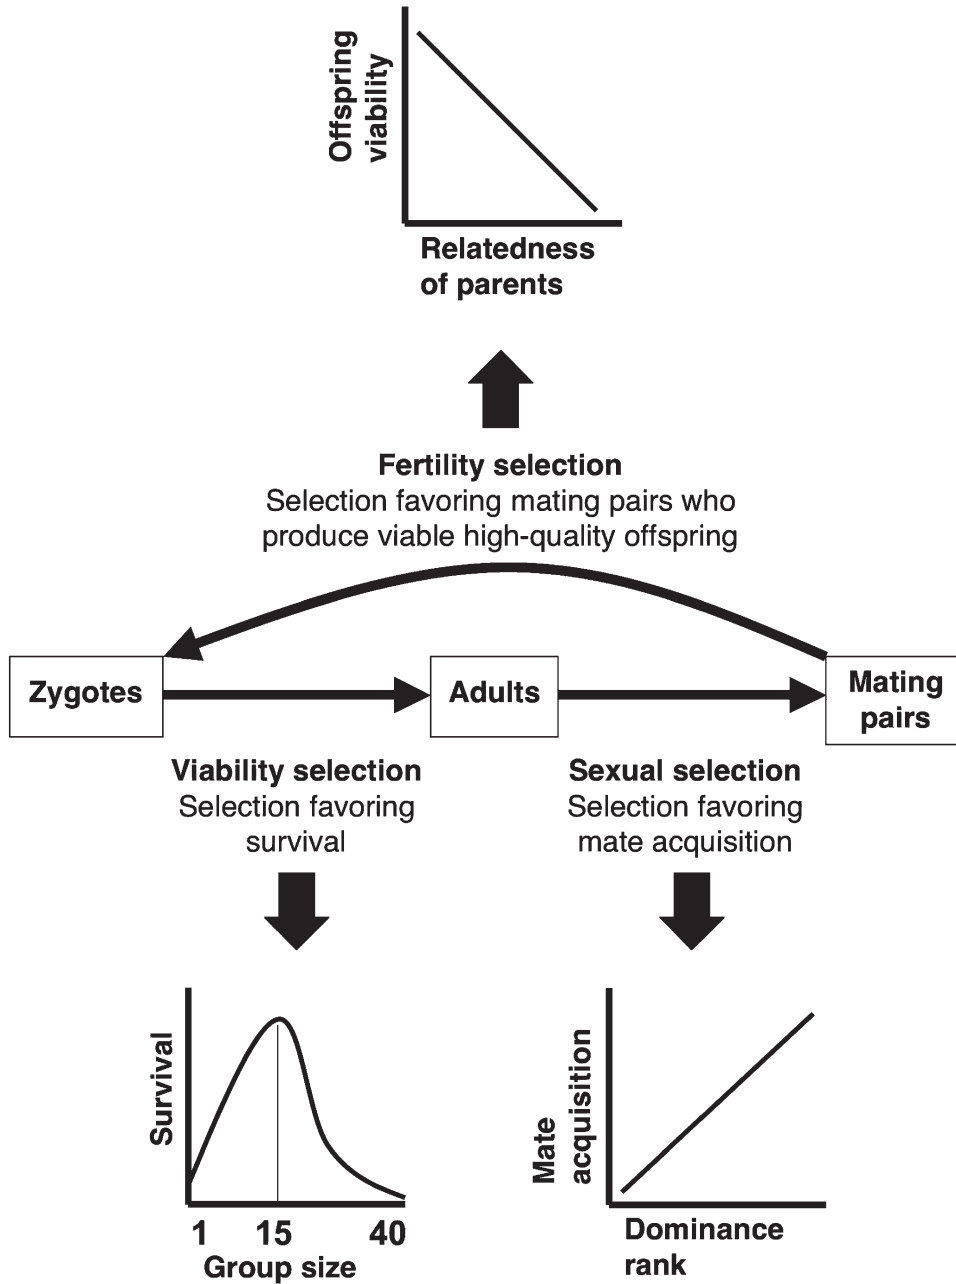 Offspring
viability
Relatedness
of parents
Fertility selection
Selection favoring mating pairs who
produce viable high-quality offspring
Zygotes
Adults
Mating
pairs
Viability selection
Selection favoring
survival
Sexual selection
Selection favoring
mate acquisition
Survival
1 15 40
Group size
Mate
acquisition
Dominance
rank